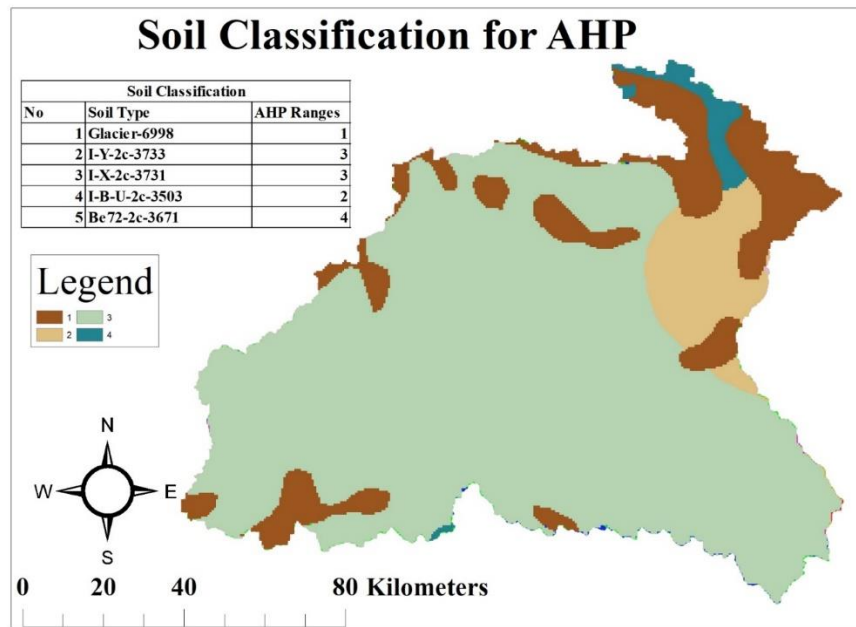 Soil Classification for AHP
Soil Classification
No Soil Type AHP Ranges
1 Glacier-6998 1
2 I-Y-2c-3733 3
3 I-X-2c-3731 3
4 I-B-U-2c-3503 2
5 Be72-2c-3671 4
Legend
1 3
2 4
N
W E
S
0 20 40 80 Kilometers